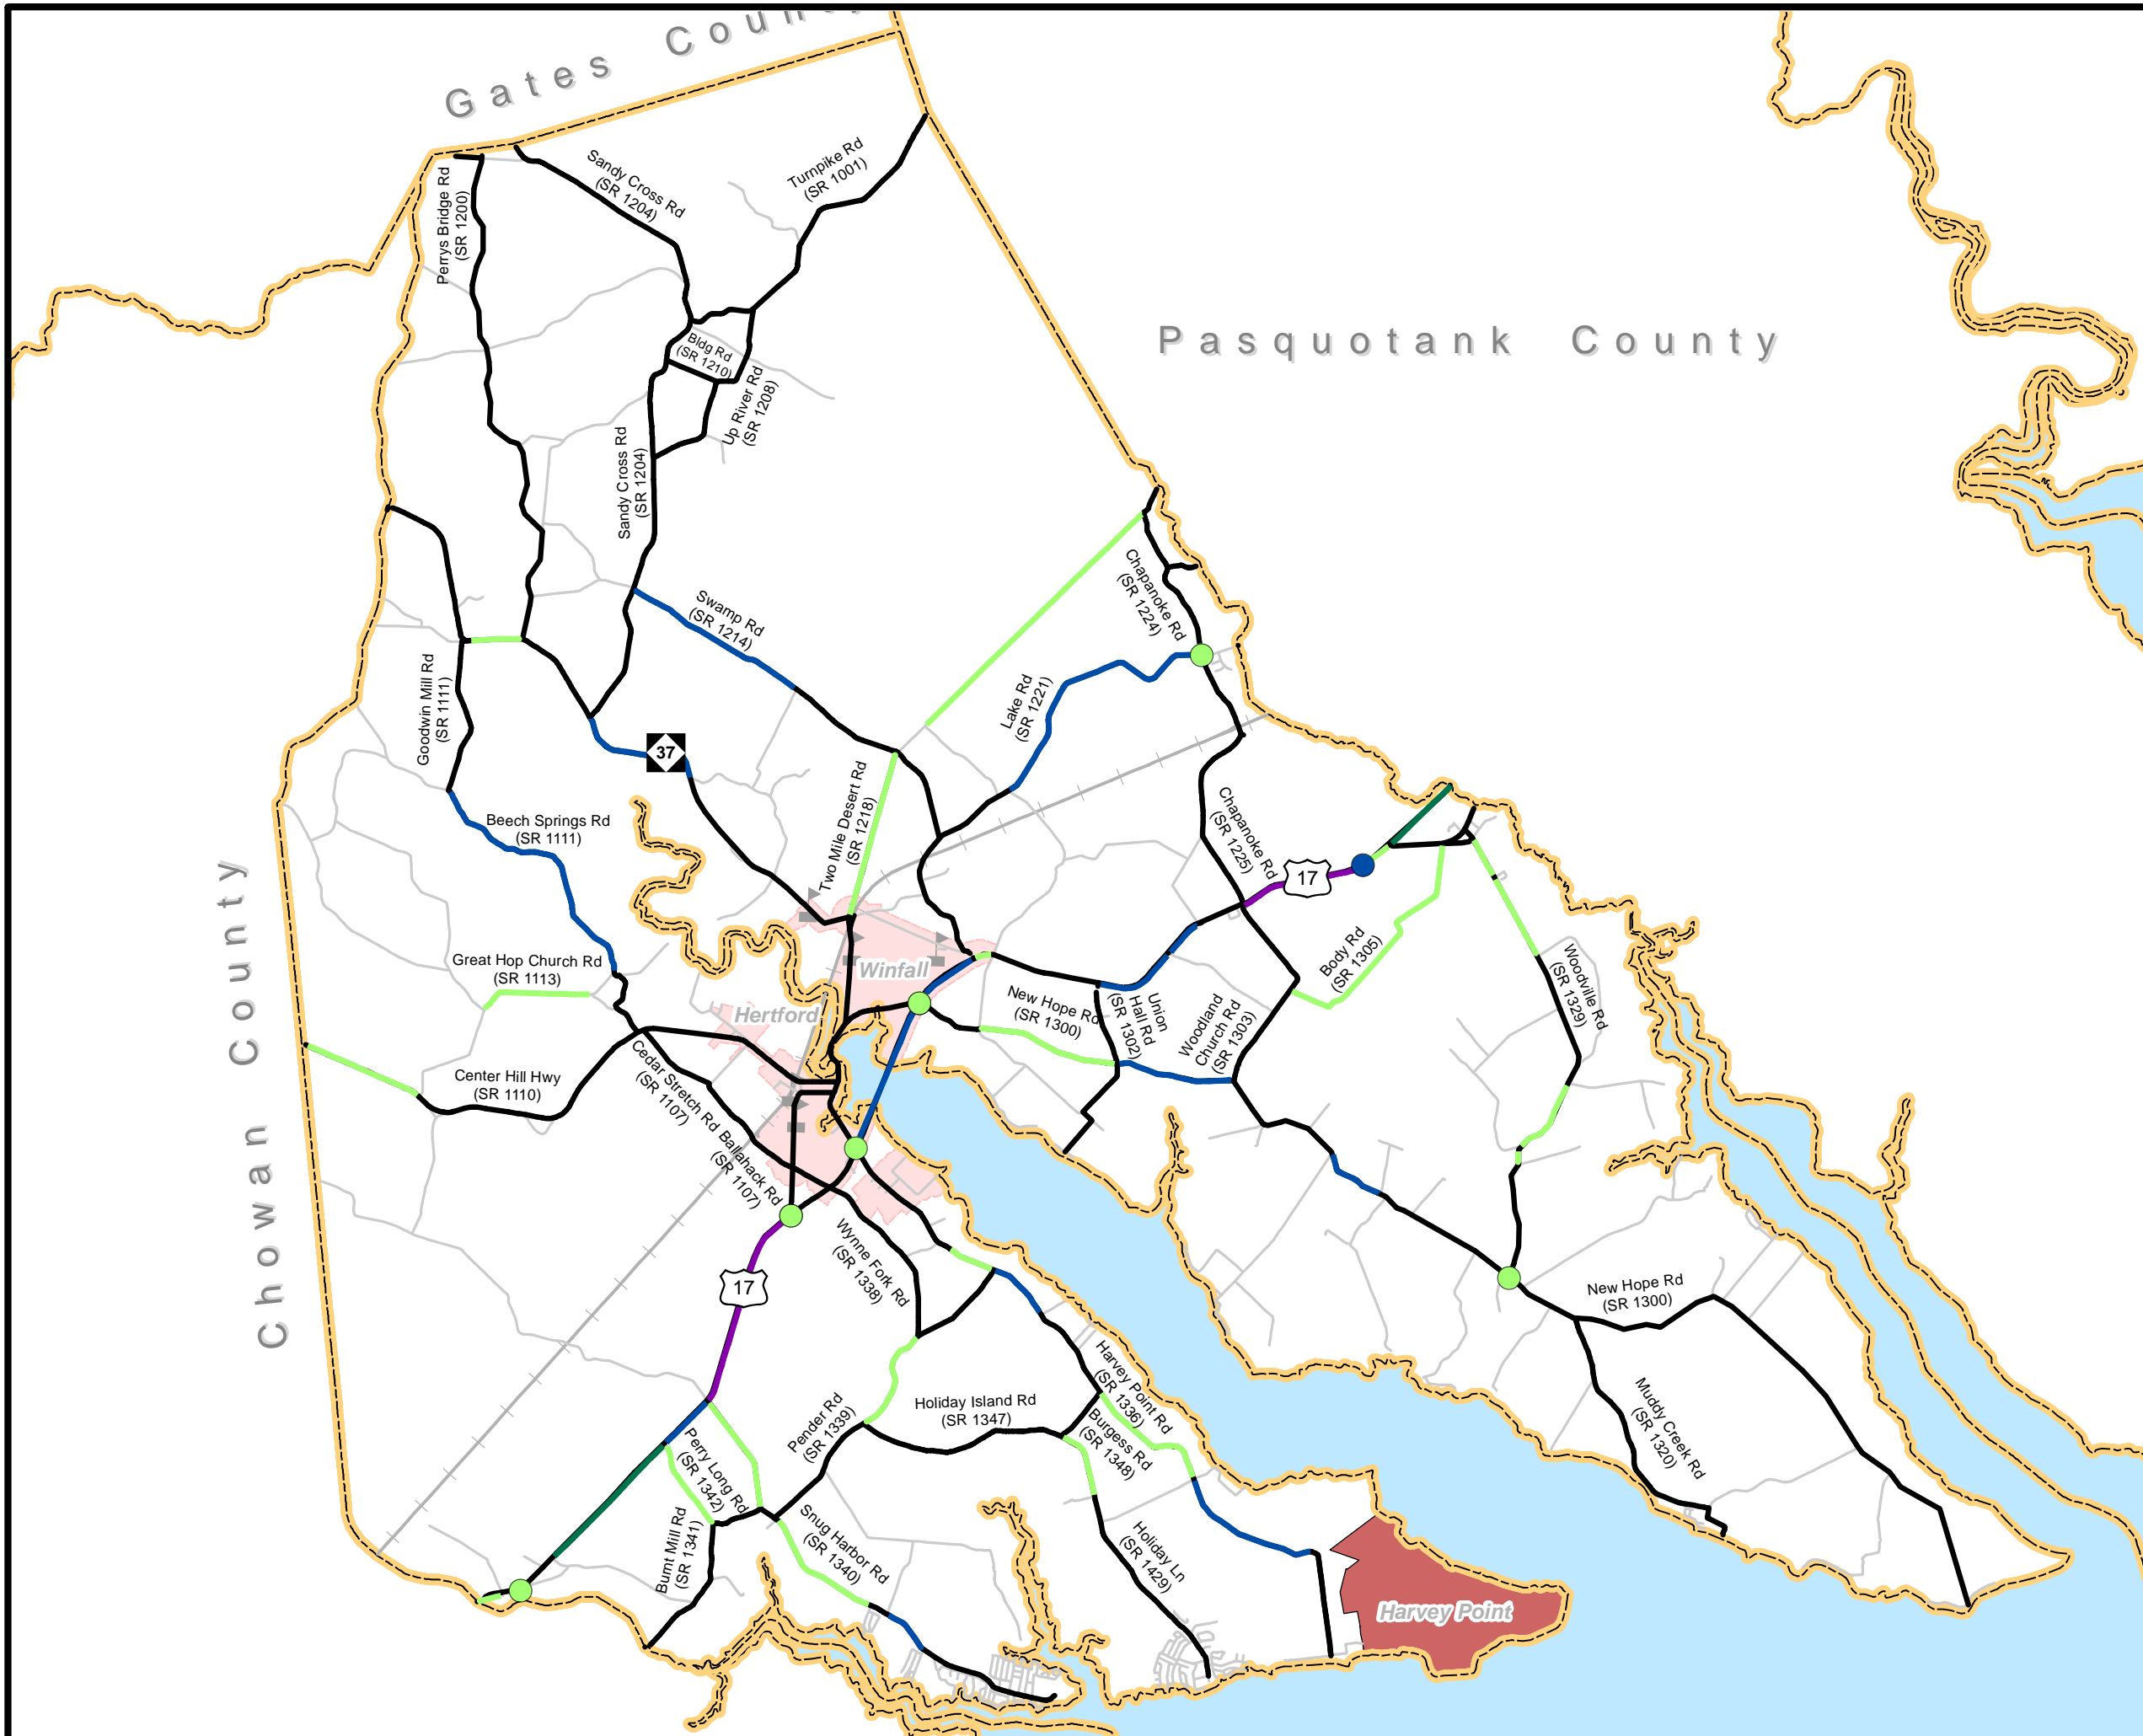 Gates County
Sandy Cross Rd
(SR 1204)
Turnpike Rd
(SR 1001)
Perrys Bridge Rd
(SR 1200)
Pasquotank County
Bldg Rd
(SR 1210)
Up River Rd
(SR 1208)
Sandy Cross Rd
(SR 1204)
Swamp Rd
(SR 1214)
Chapanoke Rd
(SR 1224)
Goodwin Mill Rd
(SR 1111)
Lake Rd
(SR 1221)
37
Two Mile Desert Rd
(SR 1218)
Beech Springs Rd
(SR 1111)
Chapanoke Rd
(SR 1225)
17
Body Rd
(SR 1305)
Woodville Rd
(SR 1329)
Great Hop Church Rd
(SR 1113)
Winfall
Hertford
New Hope Rd
(SR 1300)
Union
Hall Rd
(SR 1302)
Woodland
Church Rd
(SR 1303)
Center Hill Hwy
(SR 1110)
Cedar Stretch Rd
(SR 1107)
Ballahack Rd
(SR 1107)
Chowan County
Wynne Fork Rd
(SR 1338)
17
New Hope Rd
(SR 1300)
Harvey Point Rd
(SR 1336)
Holiday Island Rd
(SR 1347)
Pender Rd
(SR 1339)
Burgess Rd
(SR 1348)
Muddy Creek Rd
(SR 1320)
Perry Long Rd
(SR 1342)
Burnt Mill Rd
(SR 1341)
Snug Harbor Rd
(SR 1340)
Holiday Ln
(SR 1429)
Harvey Point